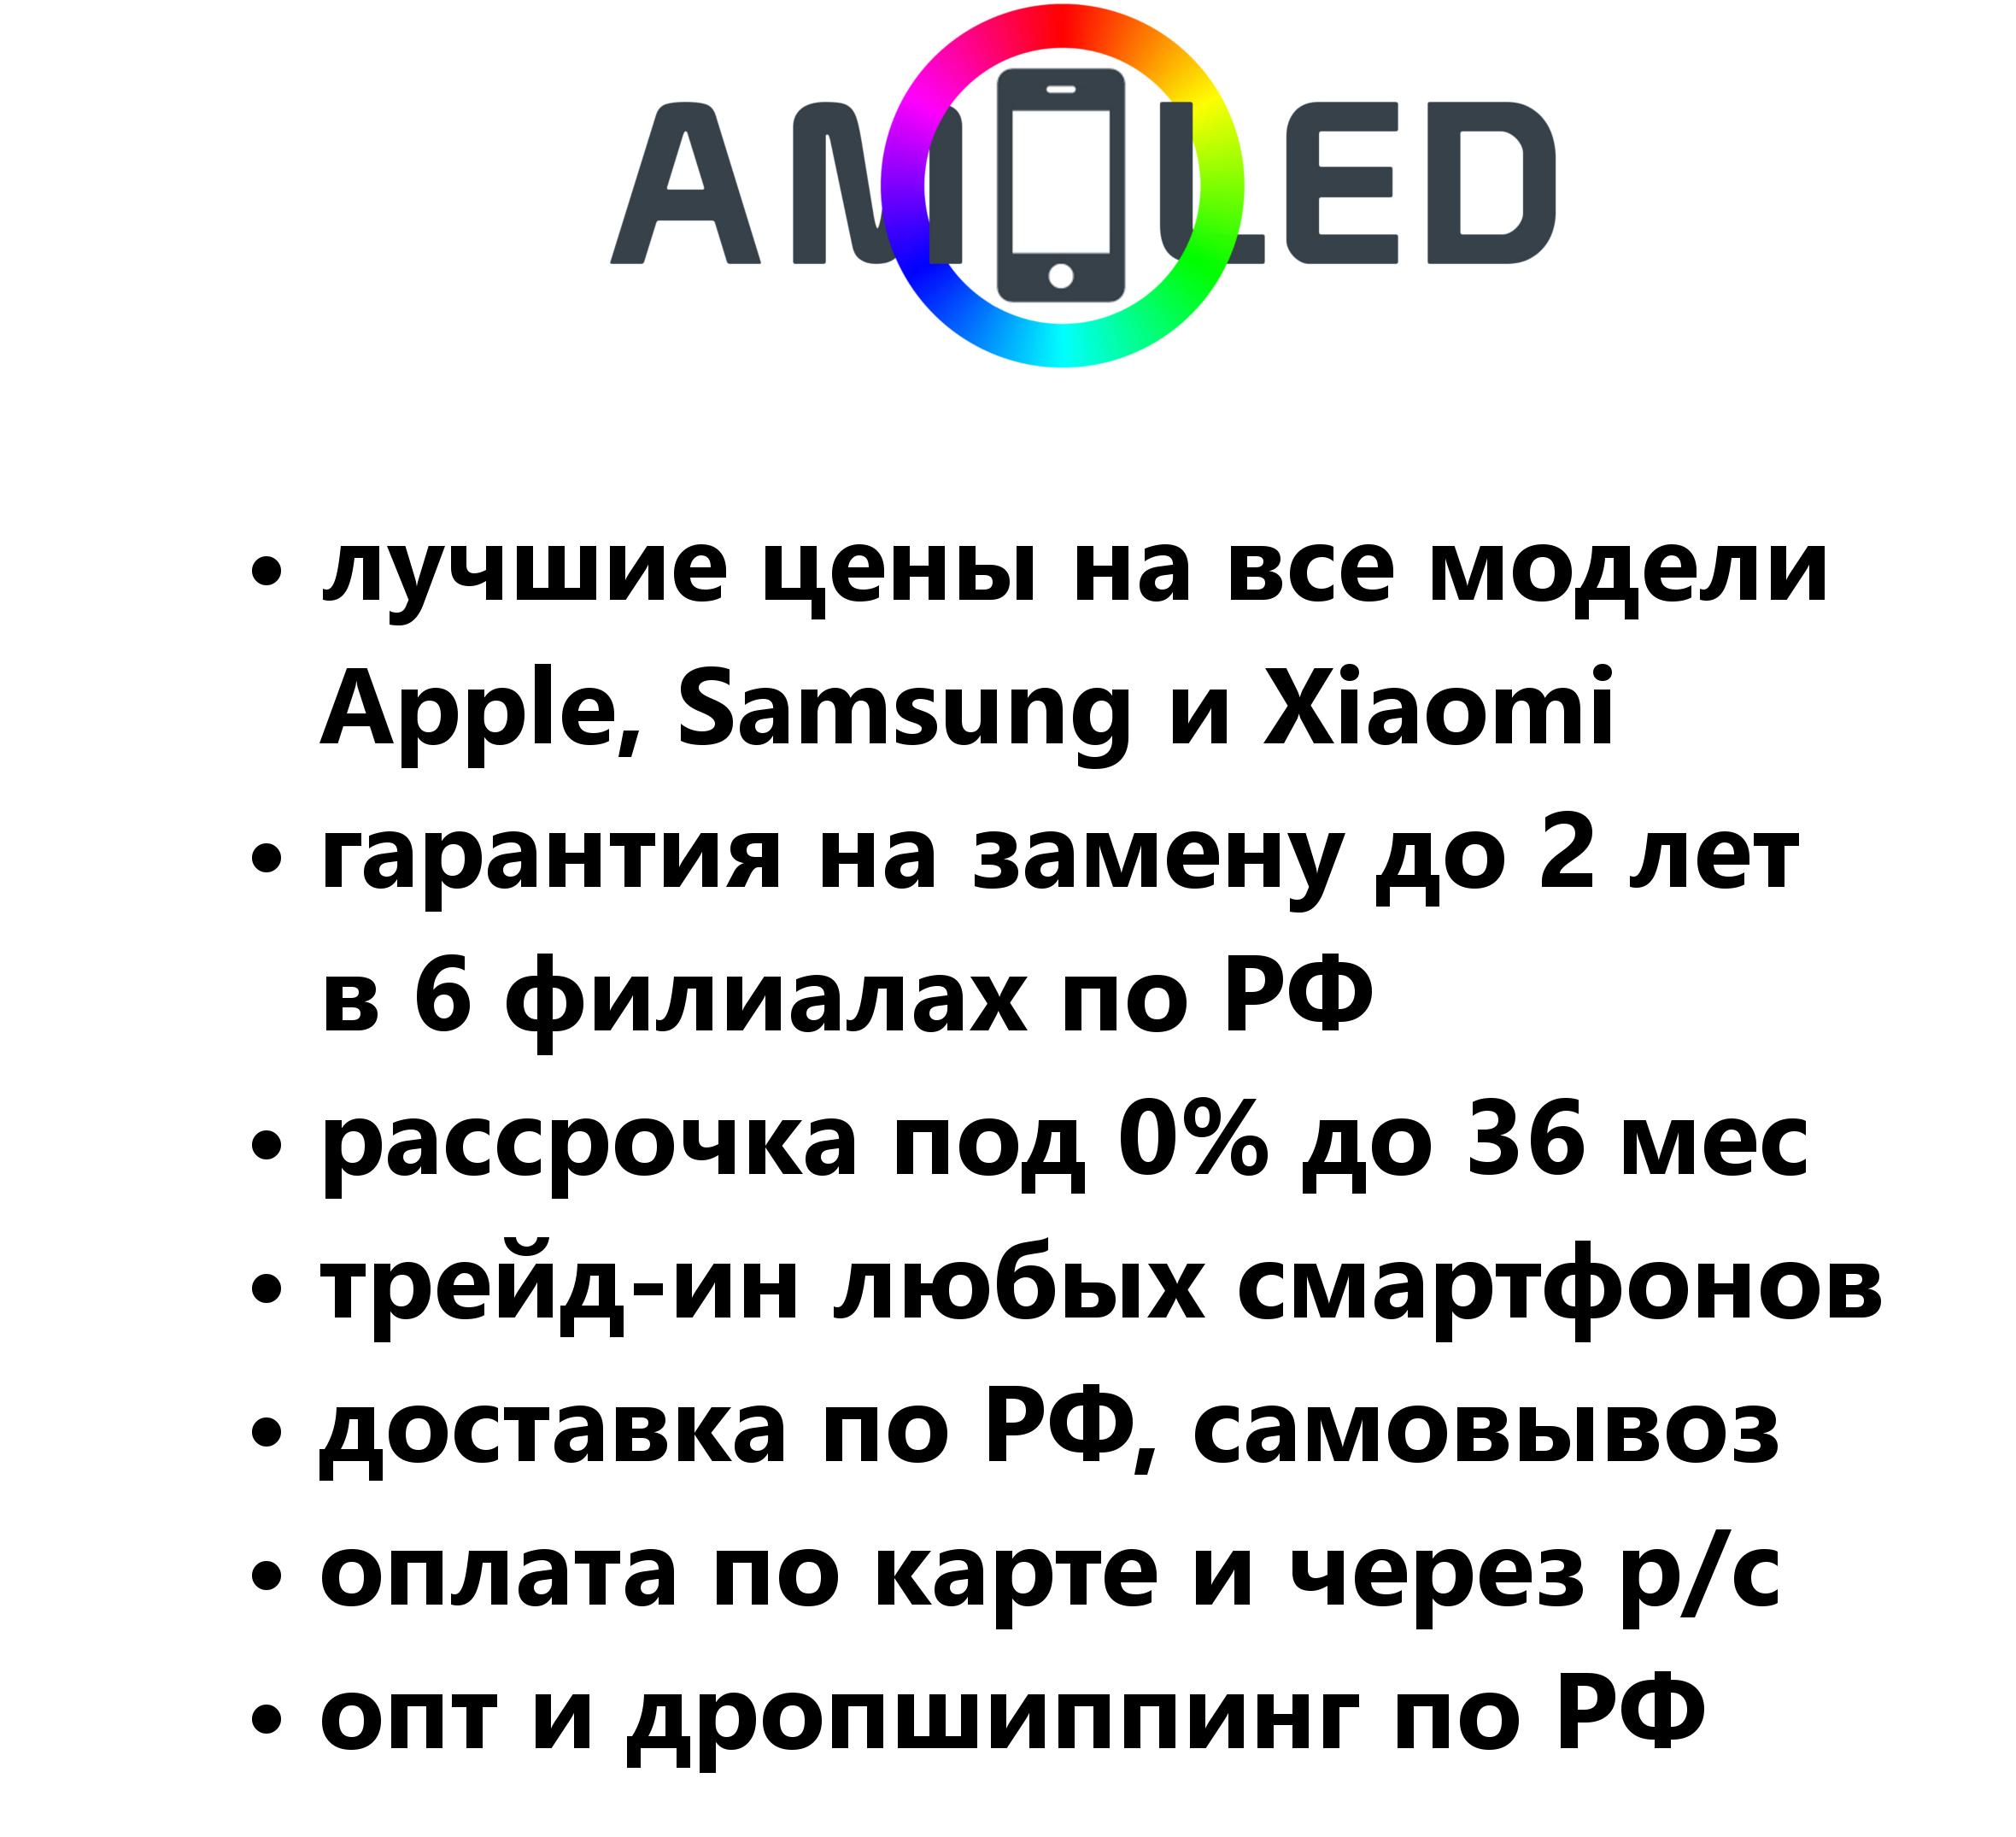 AMOLED
• лучшие цены на все модели
Apple, Samsung и Xiaomi
• гарантия на замену до 2 лет
в 6 филиалах по РФ
• рассрочка под 0% до 36 мес
• трейд-ин любых смартфонов
• доставка по РФ, самовывоз
• оплата по карте и через р/с
• опт и дропшиппинг по РФ